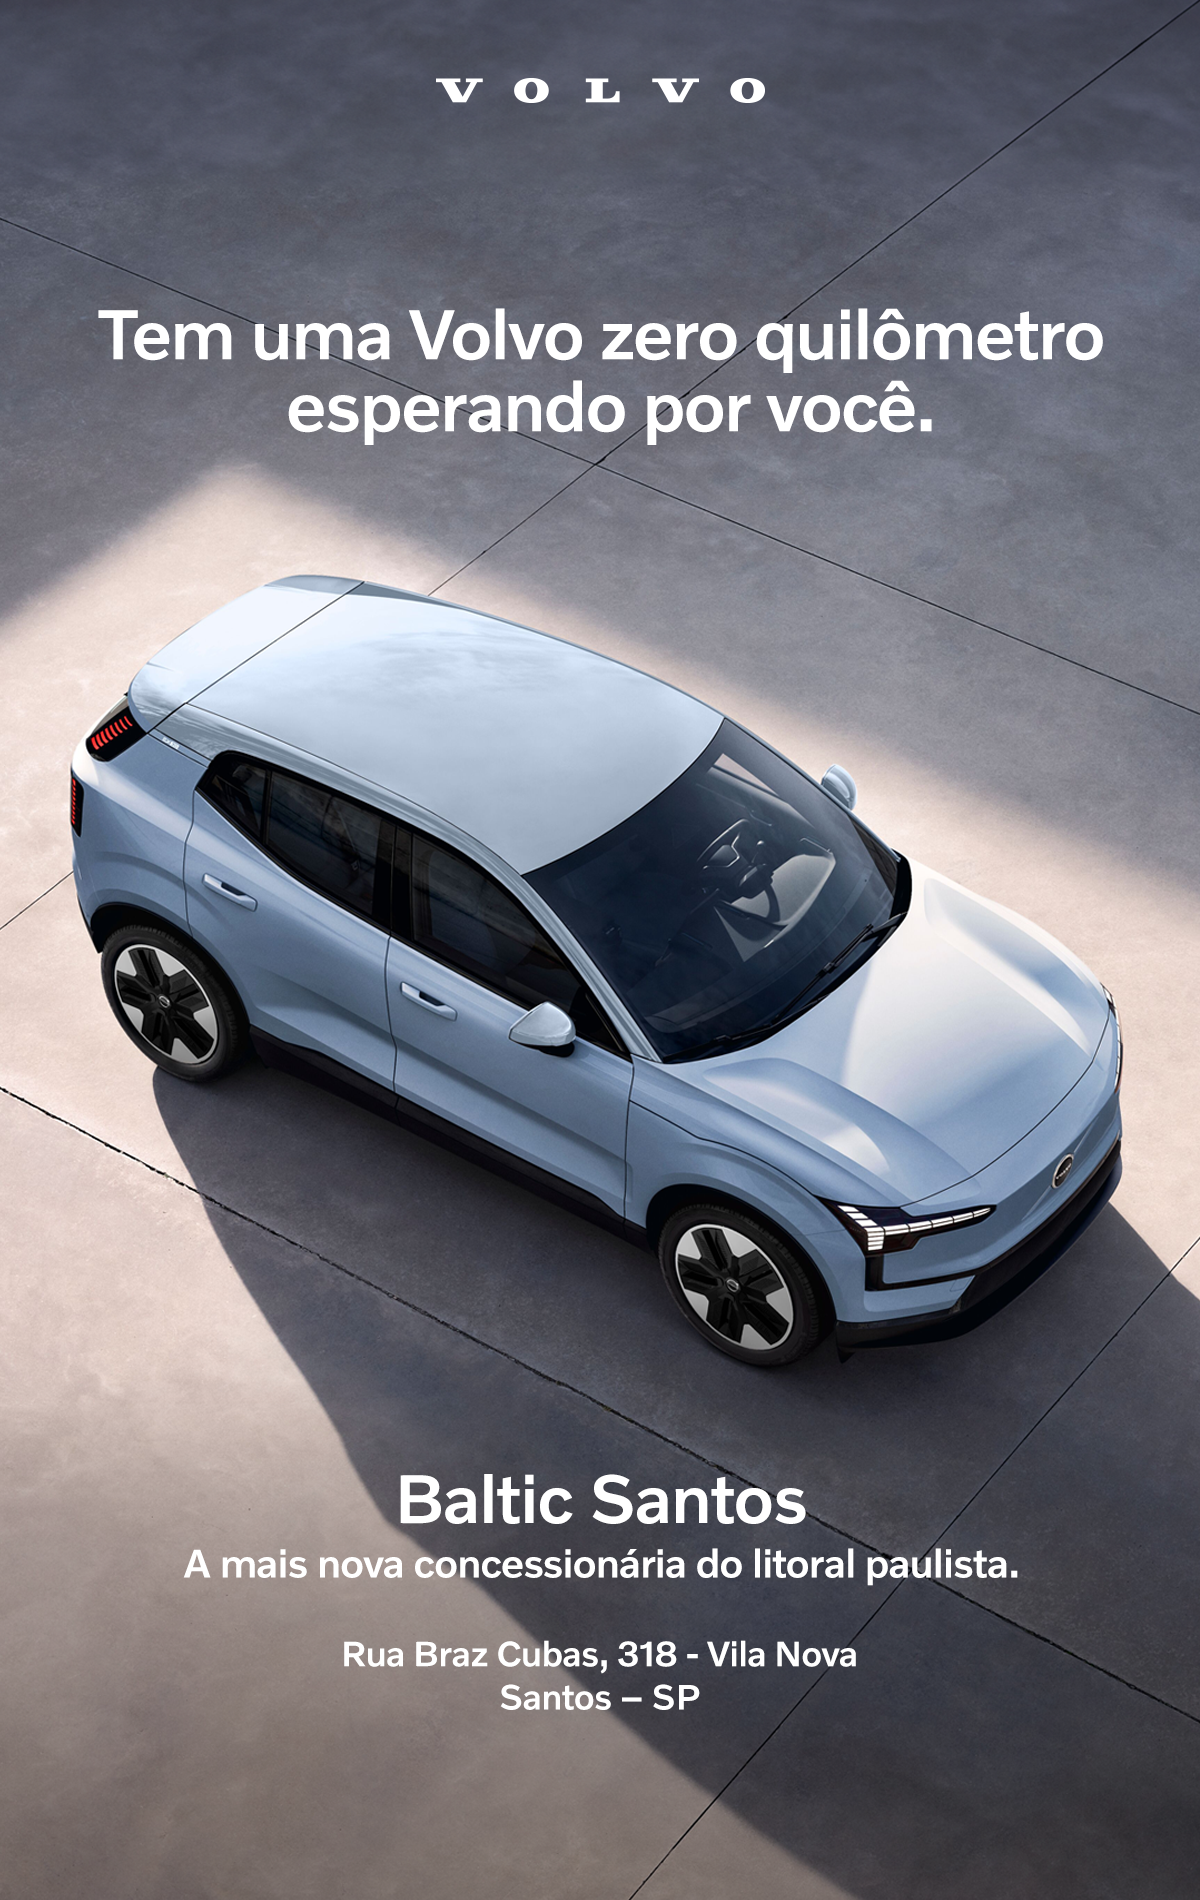 VOLVO
Tem uma Volvo zero quilômetro
esperando por você.
Baltic Santos
A mais nova concessionária do litoral paulista.
Rua Braz Cubas, 318 - Vila Nova
Santos – SP